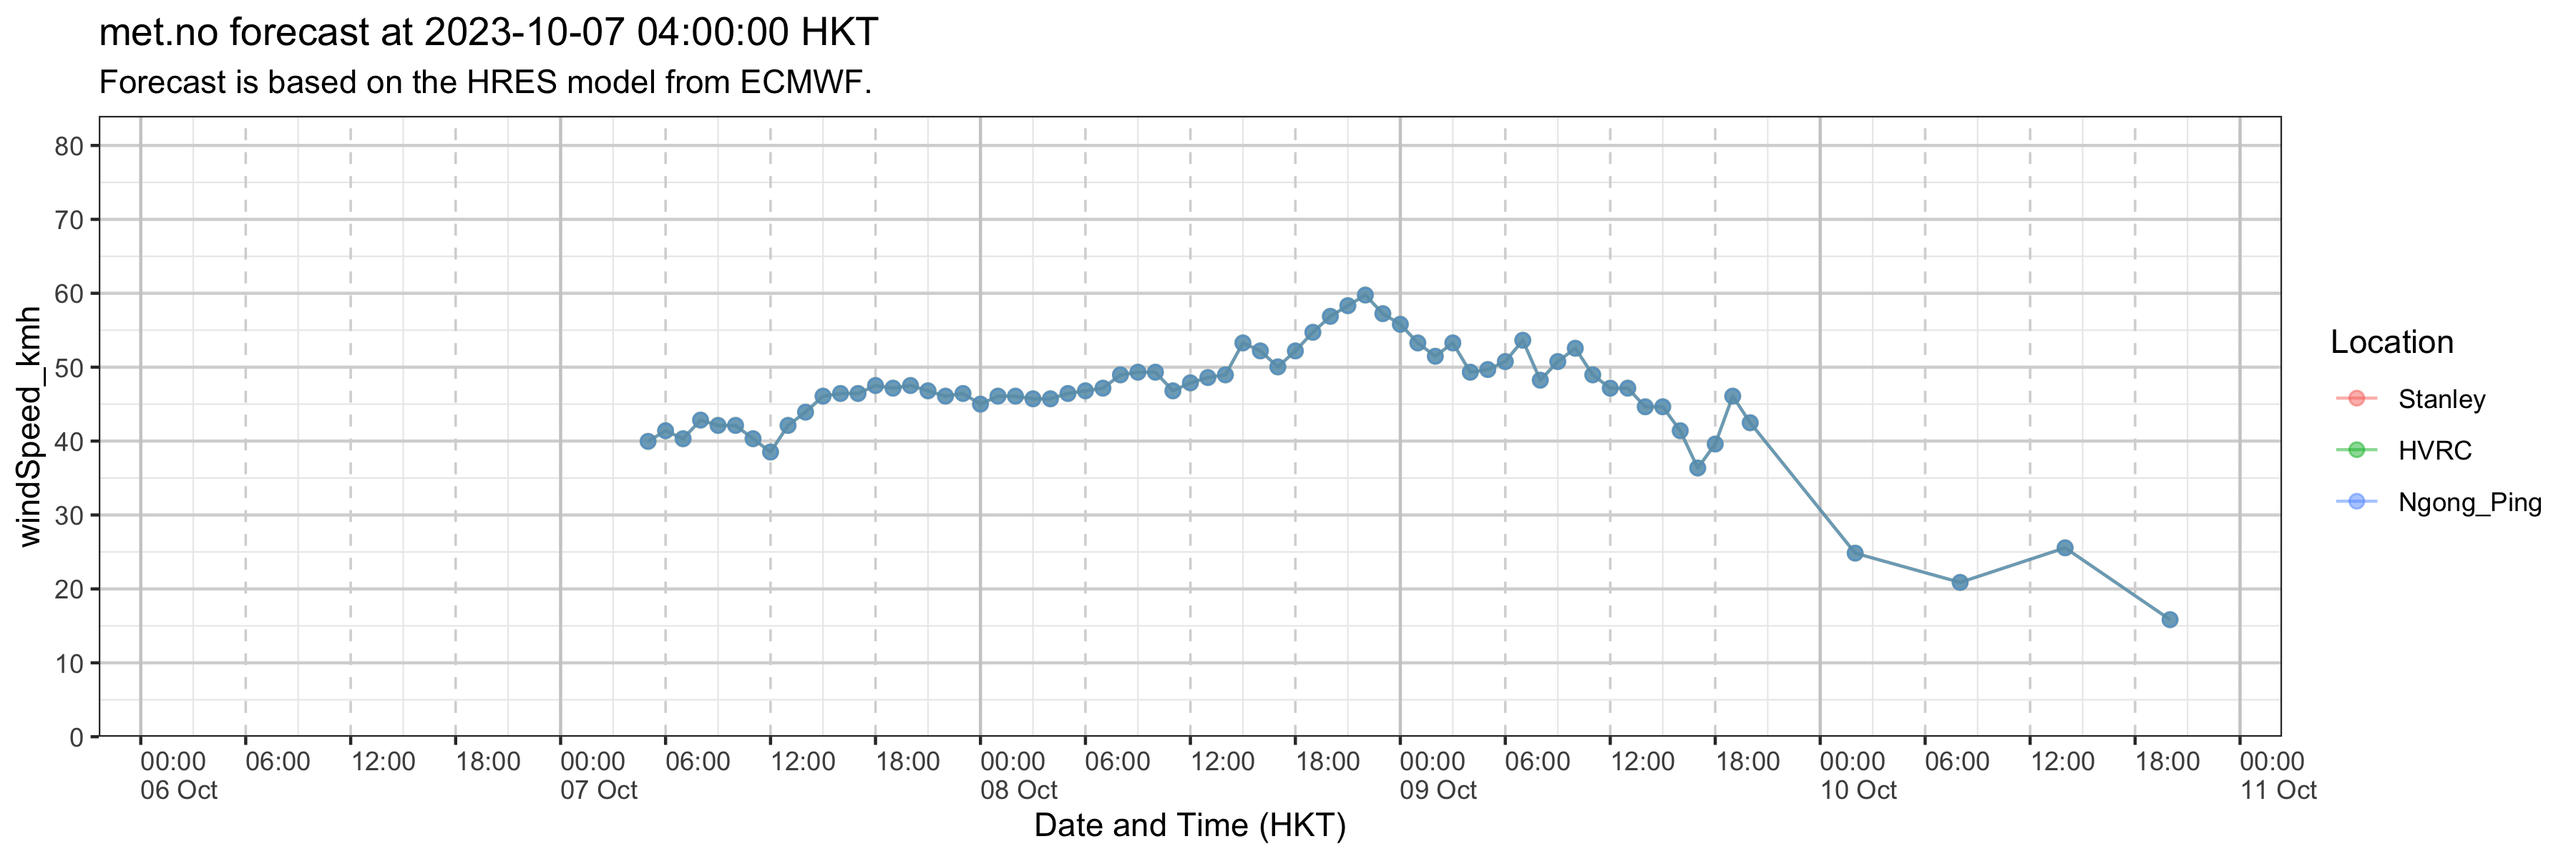 met.no forecast at 2023-10-07 04:00:00 HKT
Forecast is based on the HRES model from ECMWF.
windSpeed_kmh
80
70
60
50
40
30
20
10
0
00:00 06:00 12:00 18:00 00:00 06:00 12:00 18:00 00:00 06:00 12:00 18:00 00:00 06:00 12:00 18:00 00:00 06:00 12:00 18:00 00:00
06 Oct 07 Oct 08 Oct 09 Oct 10 Oct 11 Oct
Date and Time (HKT)
Location
Stanley
HVRC
Ngong_Ping